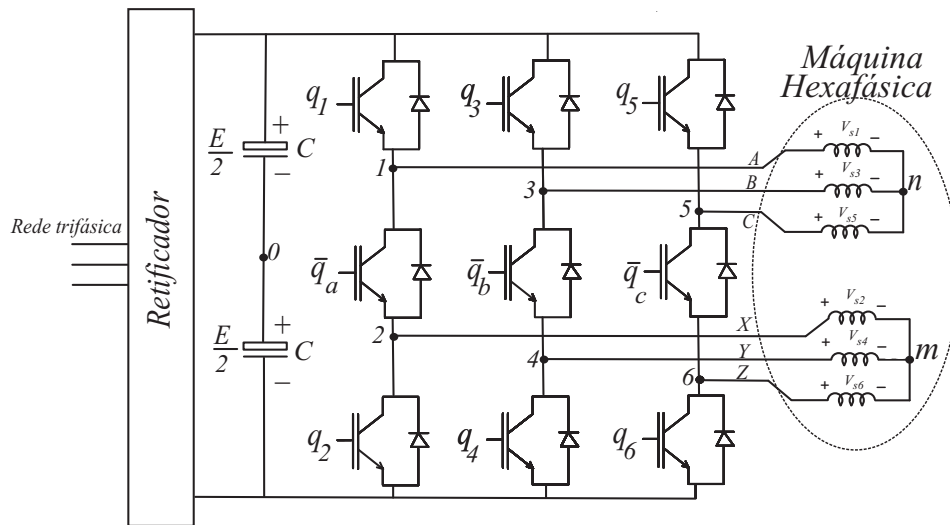 Máquina
Hexafásica
Rede trifásica
Retificador
E/2
+
C
−
0
E/2
+
C
−
q1
q3
q5
1
3
5
q̅a
q̅b
q̅c
2
4
6
q2
q4
q6
A
B
C
X
Y
Z
+ Vs1 −
+ Vs3 −
+ Vs5 −
n
+ Vs2 −
+ Vs4 −
+ Vs6 −
m